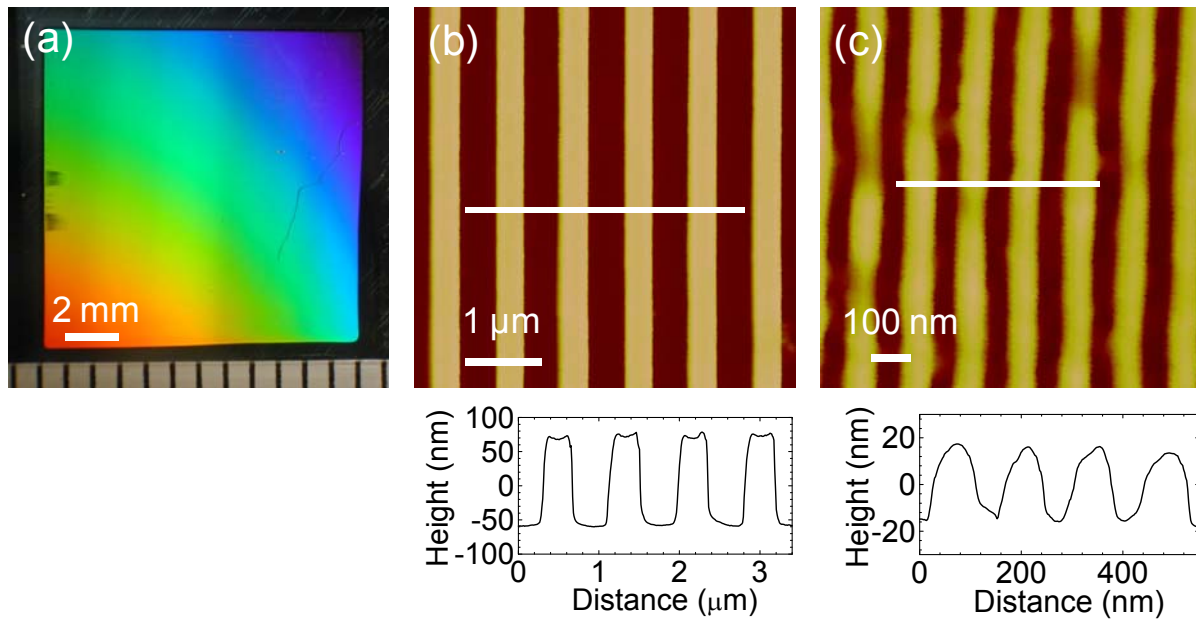 (a)
2 mm
(b)
1 μm
(c)
100 nm
Height (nm)
100
50
0
-50
-100
0 1 2 3
Distance (μm)
Height (nm)
20
0
-20
0 200 400
Distance (nm)